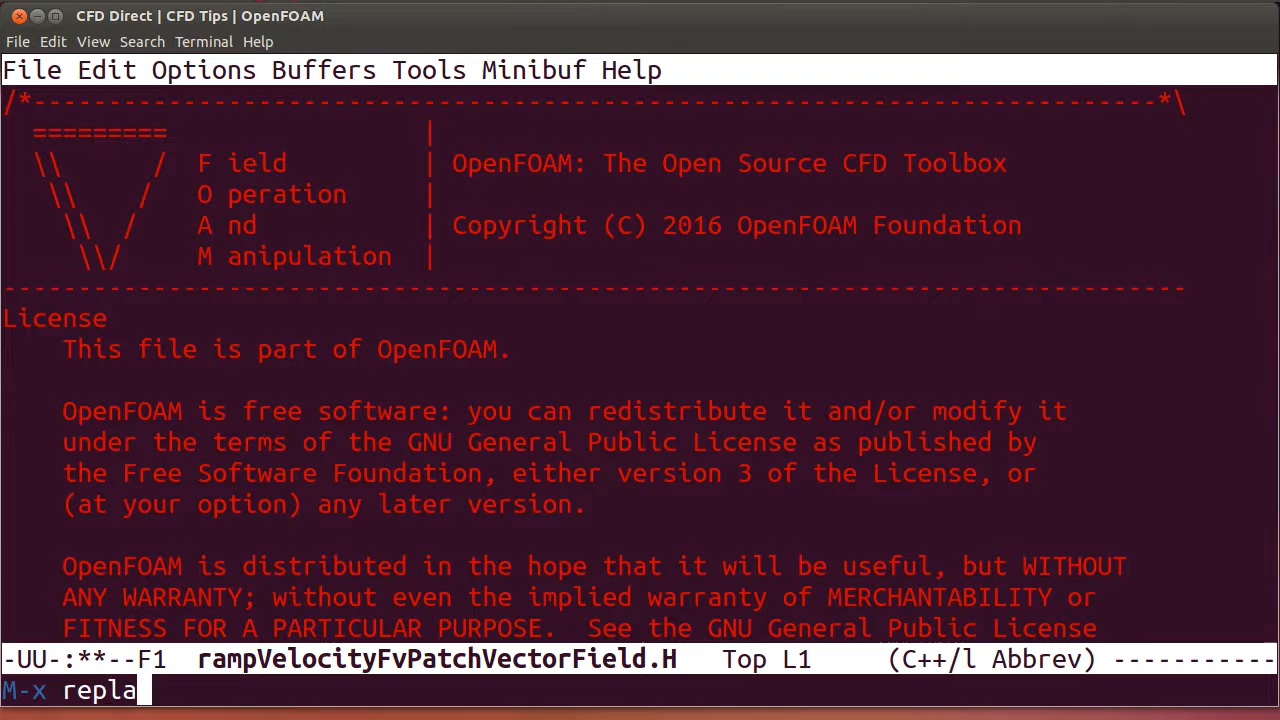 CFD Direct | CFD Tips | OpenFOAM
File Edit View Search Terminal Help
File Edit Options Buffers Tools Minibuf Help
/*---------------------------------------------------------------------------*\
  =========                 |
  \\      /  F ield         | OpenFOAM: The Open Source CFD Toolbox
   \\    /   O peration     |
    \\  /    A nd           | Copyright (C) 2016 OpenFOAM Foundation
     \\/     M anipulation  |
-------------------------------------------------------------------------------
License
    This file is part of OpenFOAM.

    OpenFOAM is free software: you can redistribute it and/or modify it
    under the terms of the GNU General Public License as published by
    the Free Software Foundation, either version 3 of the License, or
    (at your option) any later version.

    OpenFOAM is distributed in the hope that it will be useful, but WITHOUT
    ANY WARRANTY; without even the implied warranty of MERCHANTABILITY or
    FITNESS FOR A PARTICULAR PURPOSE.  See the GNU General Public License
-UU-:**--F1  rampVelocityFvPatchVectorField.H   Top L1     (C++/l Abbrev) -----------
M-x repla